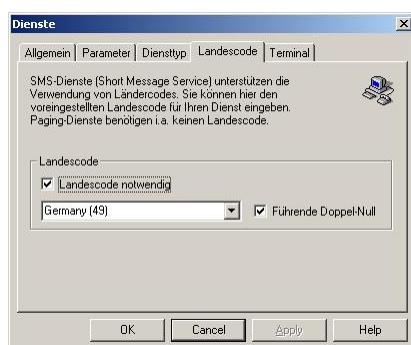 Dienste
Allgemein Parameter Diensttyp Landescode Terminal
SMS-Dienste (Short Message Service) unterstützen die
Verwendung von Ländercodes. Sie können hier den
voreingestellten Landescode für Ihren Dienst eingeben.
Paging-Dienste benötigen i.a. keinen Landescode.
Landescode
Landescode notwendig
Germany (49) Führende Doppel-Null
OK Cancel Apply Help